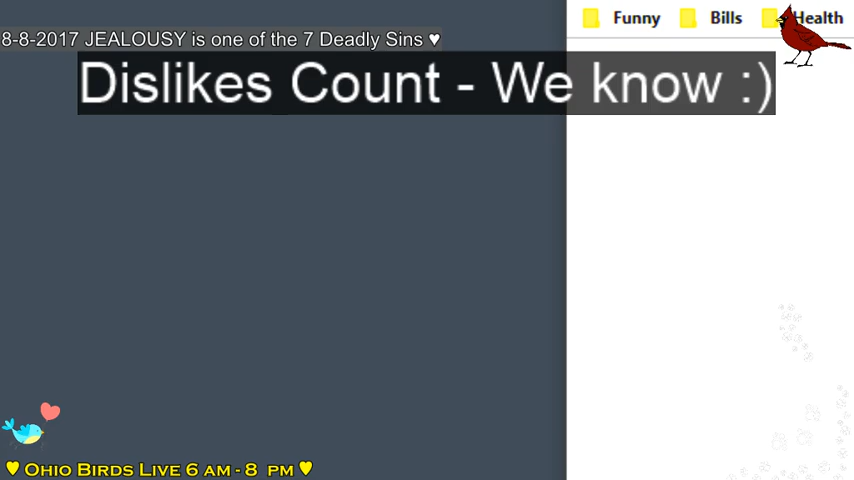 Funny Bills Health
8-8-2017 JEALOUSY is one of the 7 Deadly Sins ♥
Dislikes Count - We know :)
♥ OHIO BIRDS LIVE 6 AM - 8 PM ♥